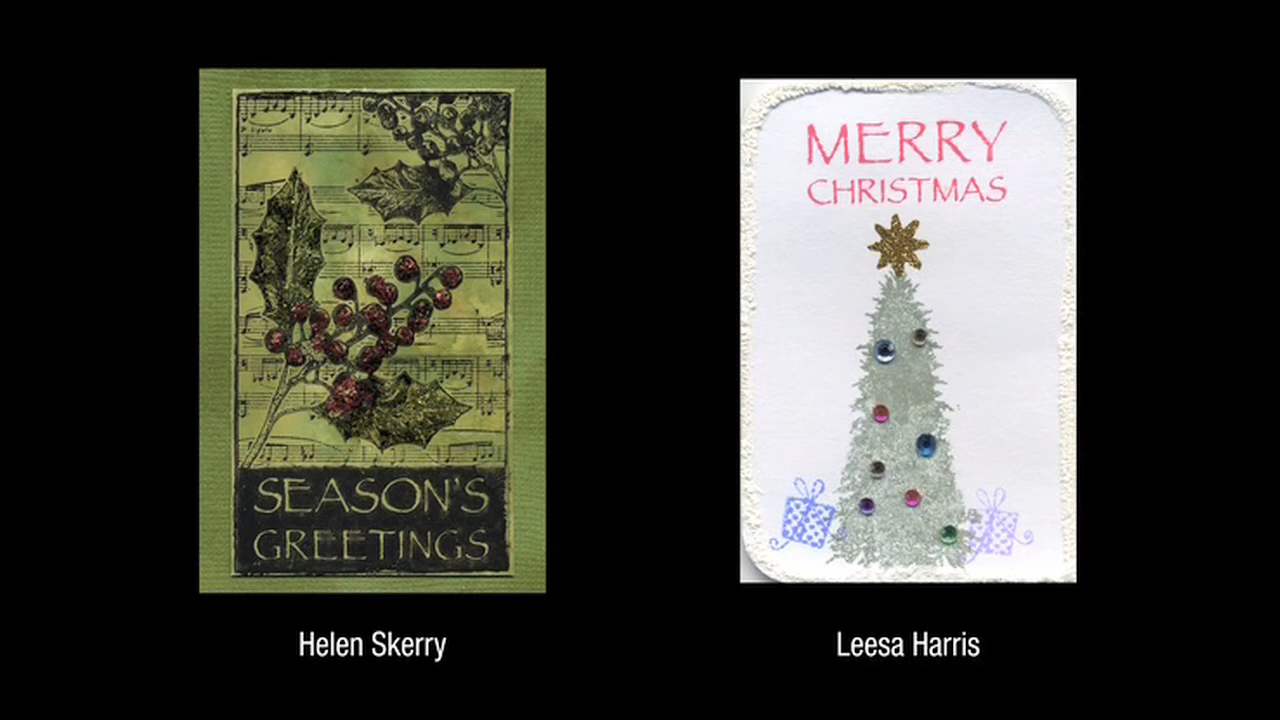 SEASON'S
GREETINGS
Helen Skerry
MERRY
CHRISTMAS
Leesa Harris